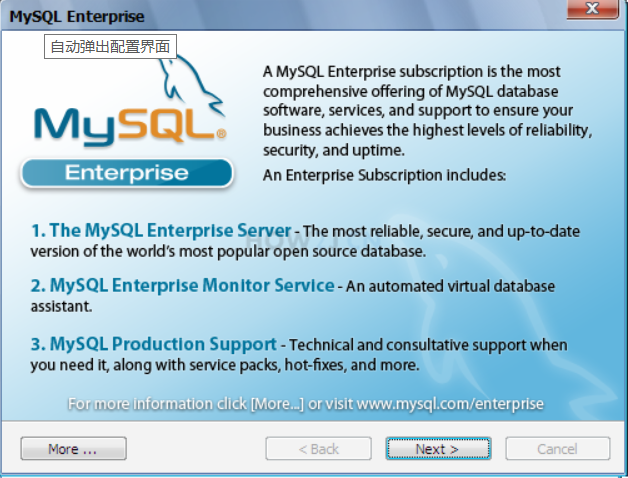 MySQL Enterprise
自动弹出配置界面
MySQL®
Enterprise
A MySQL Enterprise subscription is the most
comprehensive offering of MySQL database
software, services, and support to ensure your
business achieves the highest levels of reliability,
security, and uptime.
An Enterprise Subscription includes:
1. The MySQL Enterprise Server - The most reliable, secure, and up-to-date
version of the world's most popular open source database.
2. MySQL Enterprise Monitor Service - An automated virtual database
assistant.
3. MySQL Production Support - Technical and consultative support when
you need it, along with service packs, hot-fixes, and more.
For more information click [More...] or visit www.mysql.com/enterprise
More ...
< Back
Next >
Cancel